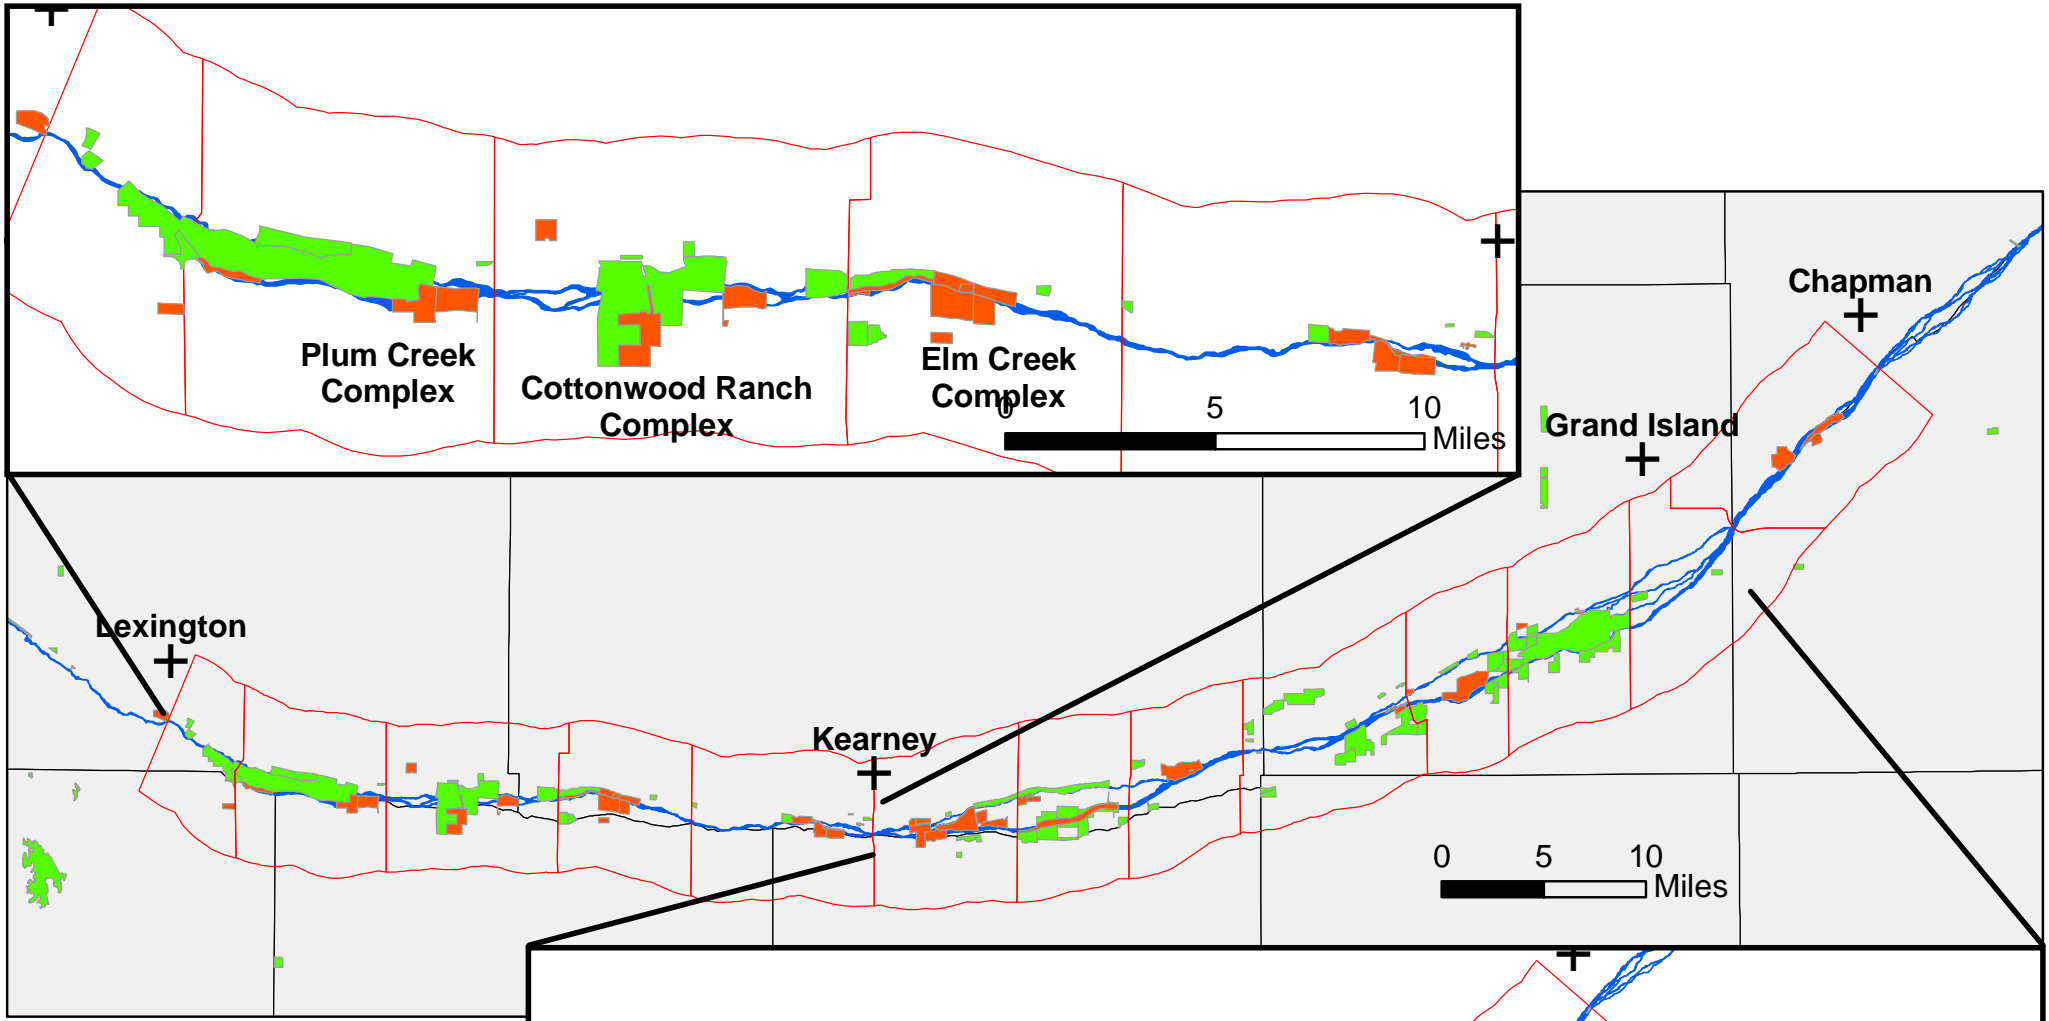 Plum Creek
Complex
Cottonwood Ranch
Complex
Elm Creek
Complex
0 5 10
Miles
Chapman
Grand Island
Lexington
Kearney
0 5 10
Miles